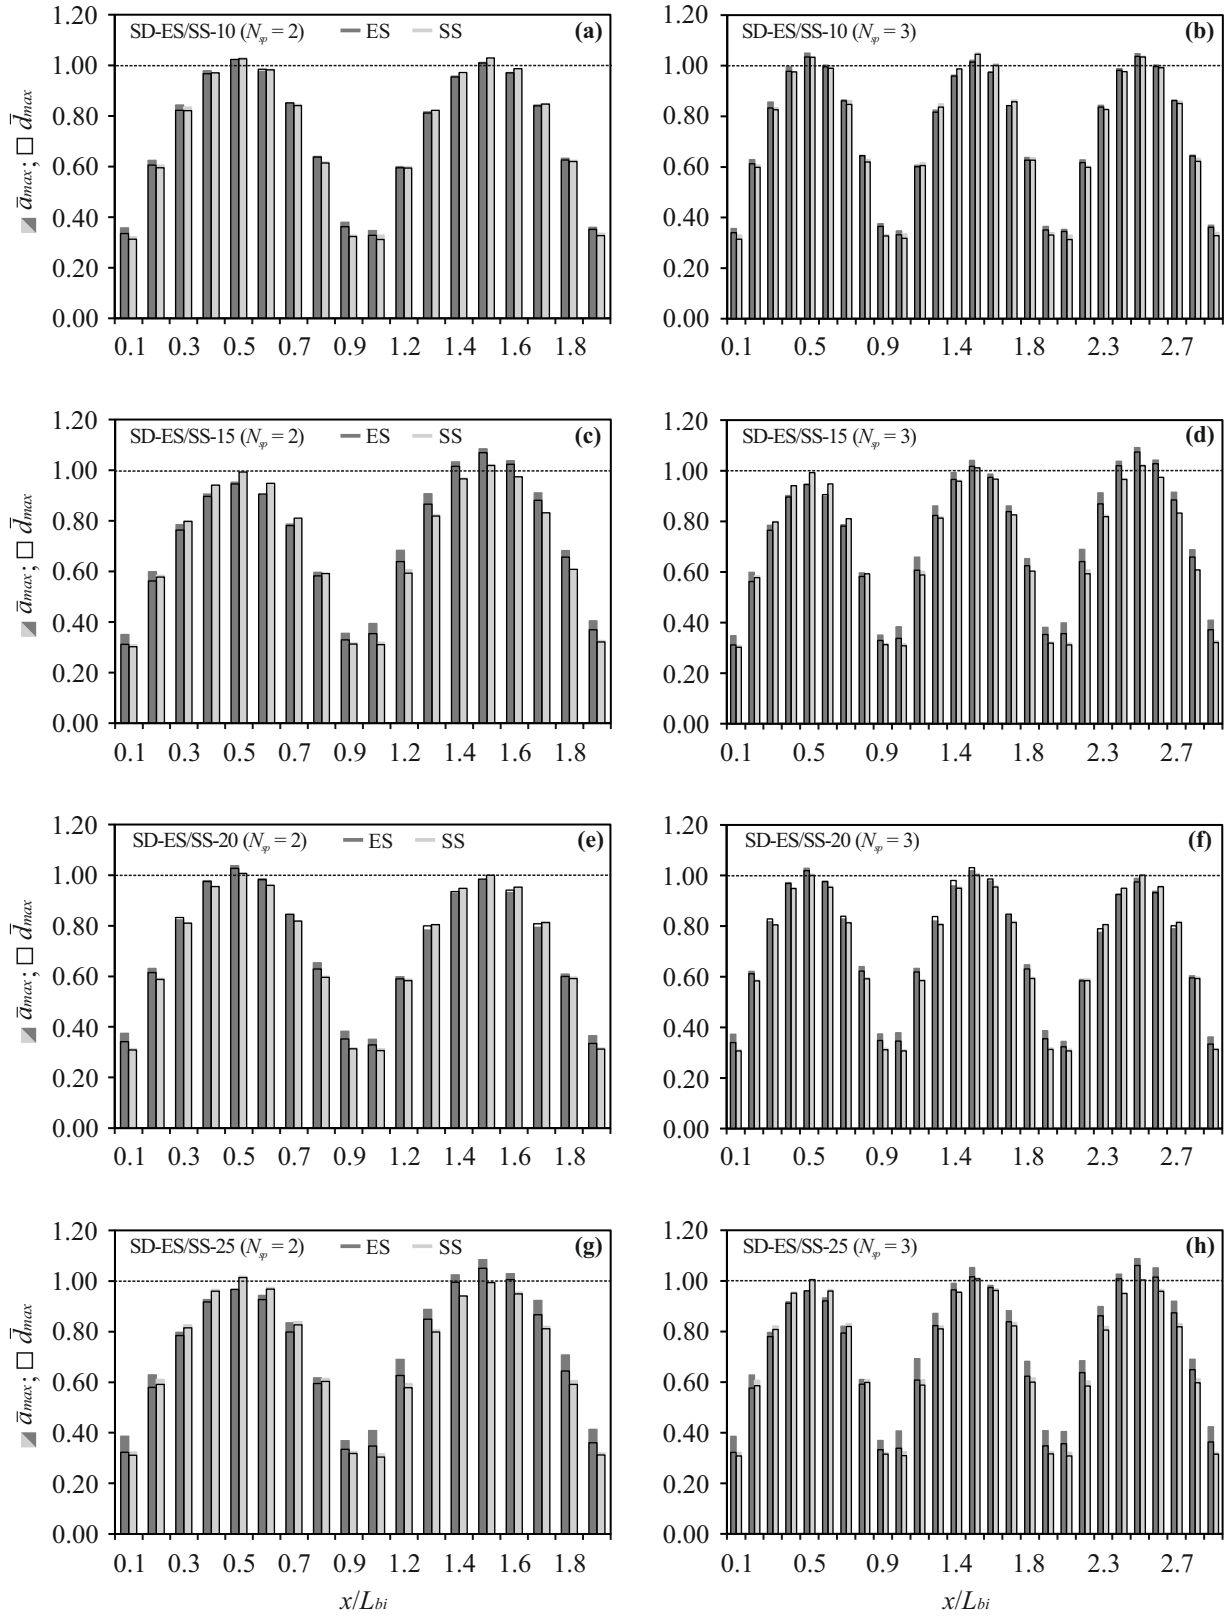 SD-ES/SS-10 (Nsp = 2) ES SS (a)
1.20
1.00
0.80
0.60
0.40
0.20
0.00
āmax; d̄max
0.1 0.3 0.5 0.7 0.9 1.2 1.4 1.6 1.8
SD-ES/SS-10 (Nsp = 3) (b)
1.20
1.00
0.80
0.60
0.40
0.20
0.00
0.1 0.5 0.9 1.4 1.8 2.3 2.7
SD-ES/SS-15 (Nsp = 2) ES SS (c)
1.20
1.00
0.80
0.60
0.40
0.20
0.00
āmax; d̄max
0.1 0.3 0.5 0.7 0.9 1.2 1.4 1.6 1.8
SD-ES/SS-15 (Nsp = 3) (d)
1.20
1.00
0.80
0.60
0.40
0.20
0.00
0.1 0.5 0.9 1.4 1.8 2.3 2.7
SD-ES/SS-20 (Nsp = 2) ES SS (e)
1.20
1.00
0.80
0.60
0.40
0.20
0.00
āmax; d̄max
0.1 0.3 0.5 0.7 0.9 1.2 1.4 1.6 1.8
SD-ES/SS-20 (Nsp = 3) (f)
1.20
1.00
0.80
0.60
0.40
0.20
0.00
0.1 0.5 0.9 1.4 1.8 2.3 2.7
SD-ES/SS-25 (Nsp = 2) ES SS (g)
1.20
1.00
0.80
0.60
0.40
0.20
0.00
āmax; d̄max
0.1 0.3 0.5 0.7 0.9 1.2 1.4 1.6 1.8
x/Lbi
SD-ES/SS-25 (Nsp = 3) (h)
1.20
1.00
0.80
0.60
0.40
0.20
0.00
0.1 0.5 0.9 1.4 1.8 2.3 2.7
x/Lbi